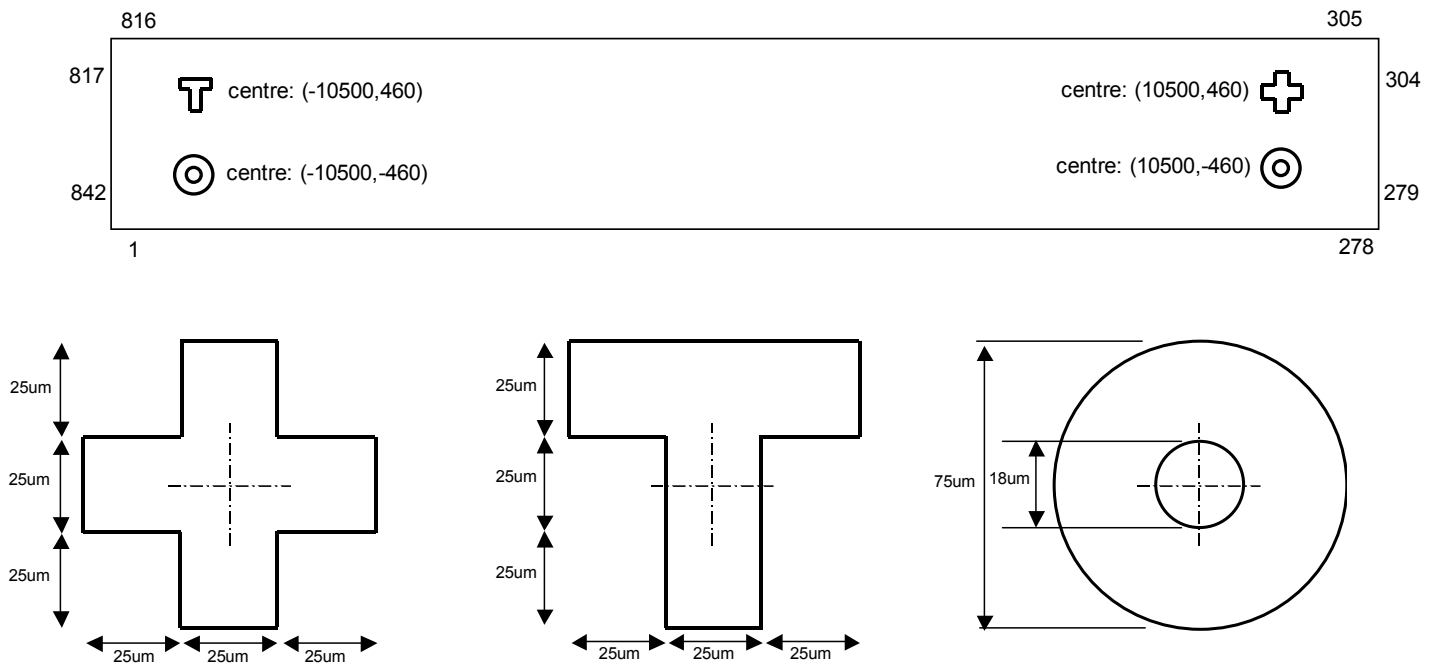 816
305
817
centre: (-10500,460)
centre: (10500,460)
304
centre: (-10500,-460)
centre: (10500,-460)
842
279
1
278
25um
25um
25um
25um
25um
25um
25um
25um
25um
25um
25um
25um
75um
18um